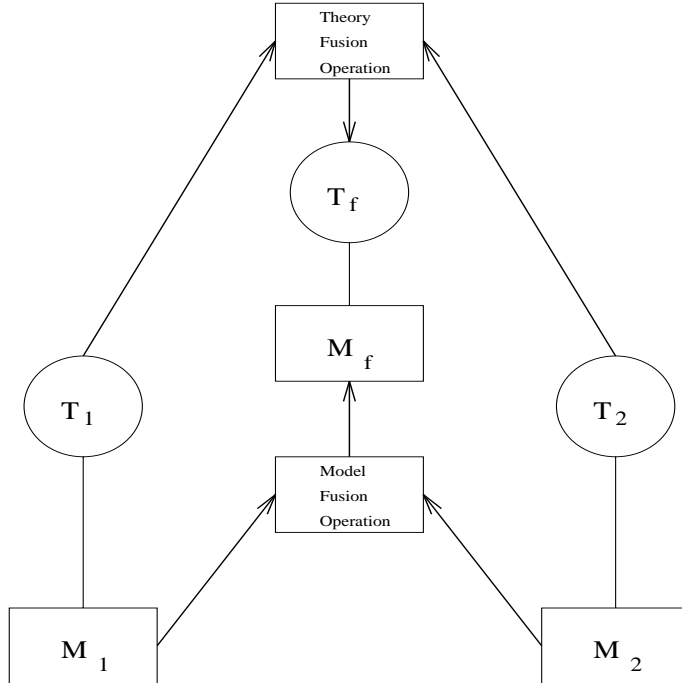 Theory
Fusion
Operation
T f
M f
T 1
T 2
Model
Fusion
Operation
M 1
M 2